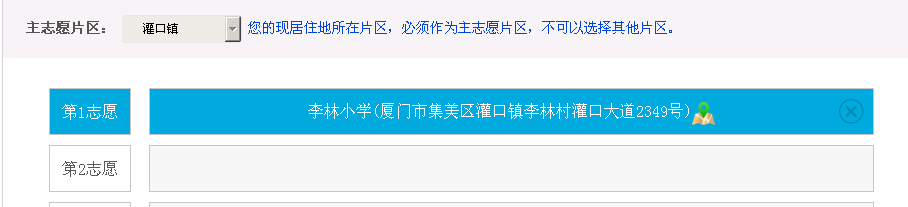 主志愿片区： 灌口镇 您的现居住地所在片区，必须作为主志愿片区，不可以选择其他片区。
第1志愿 李林小学(厦门市集美区灌口镇李林村灌口大道2349号)
第2志愿